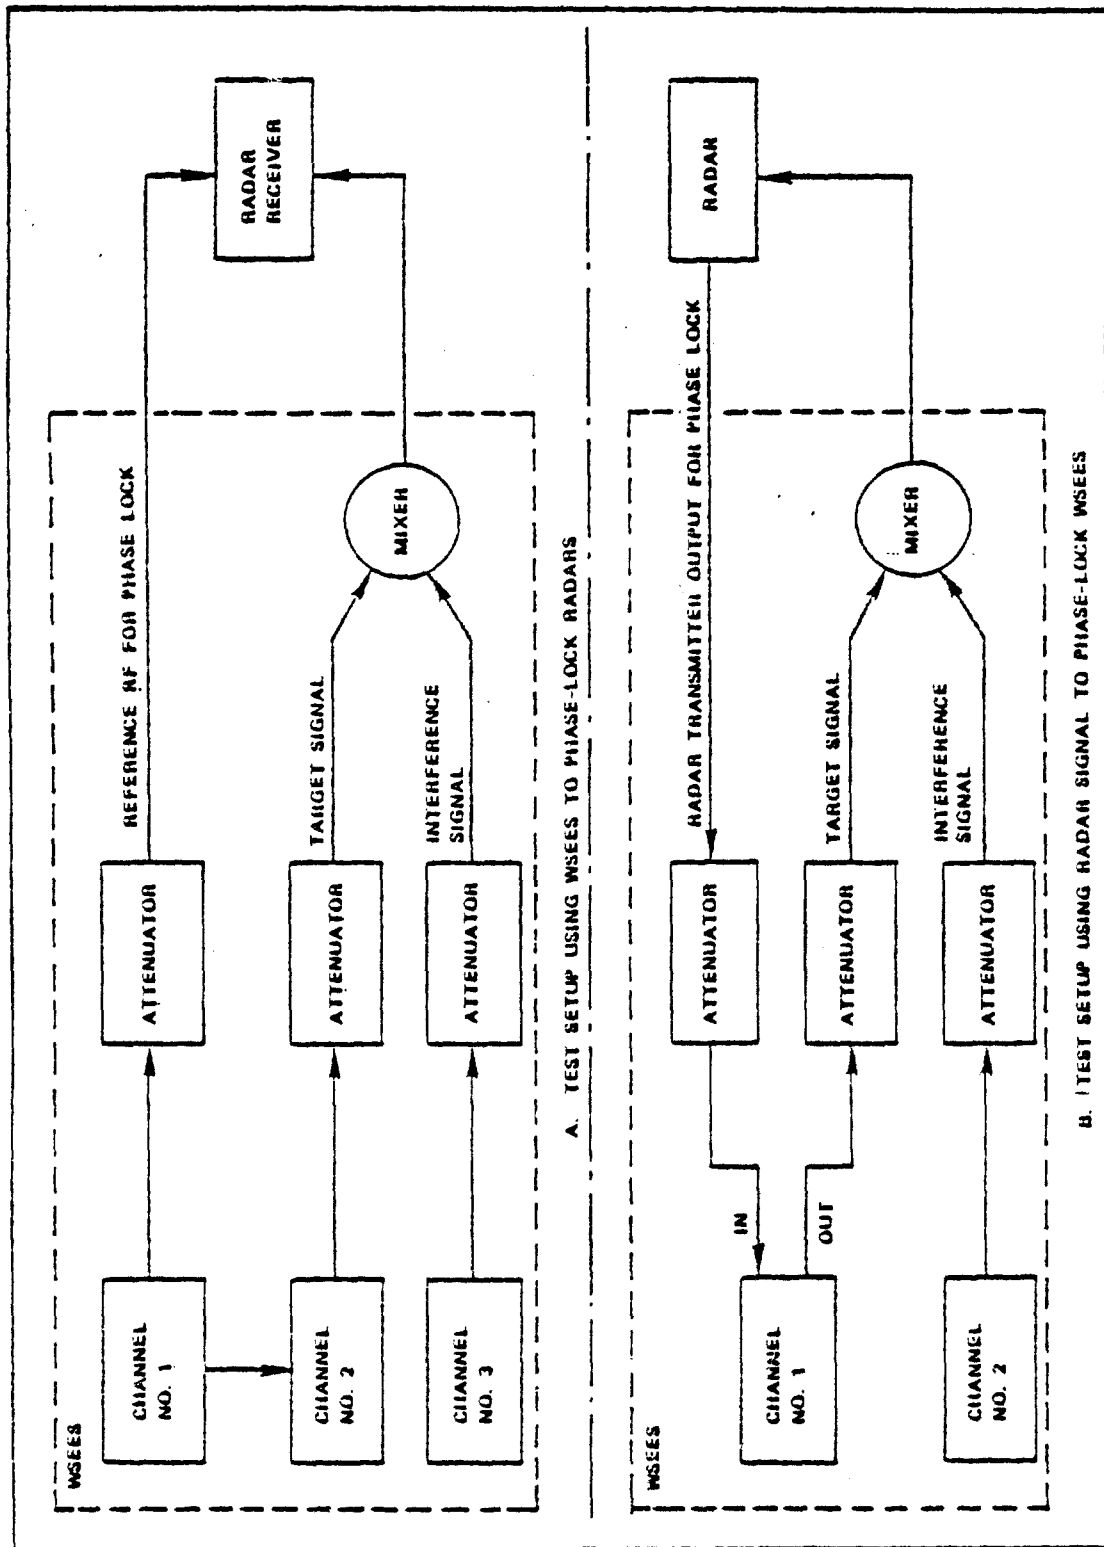 WSEES
CHANNEL
NO. 1
ATTENUATOR
REFERENCE RF FOR PHASE LOCK
RADAR
RECEIVER
CHANNEL
NO. 2
ATTENUATOR
TARGET SIGNAL
MIXER
CHANNEL
NO. 3
ATTENUATOR
INTERFERENCE
SIGNAL
A. TEST SETUP USING WSEES TO PHASE-LOCK RADARS
WSEES
CHANNEL
NO. 1
IN
OUT
ATTENUATOR
RADAR TRANSMITTER OUTPUT FOR PHASE LOCK
RADAR
ATTENUATOR
TARGET SIGNAL
MIXER
CHANNEL
NO. 2
ATTENUATOR
INTERFERENCE
SIGNAL
B. TEST SETUP USING RADAR SIGNAL TO PHASE-LOCK WSEES